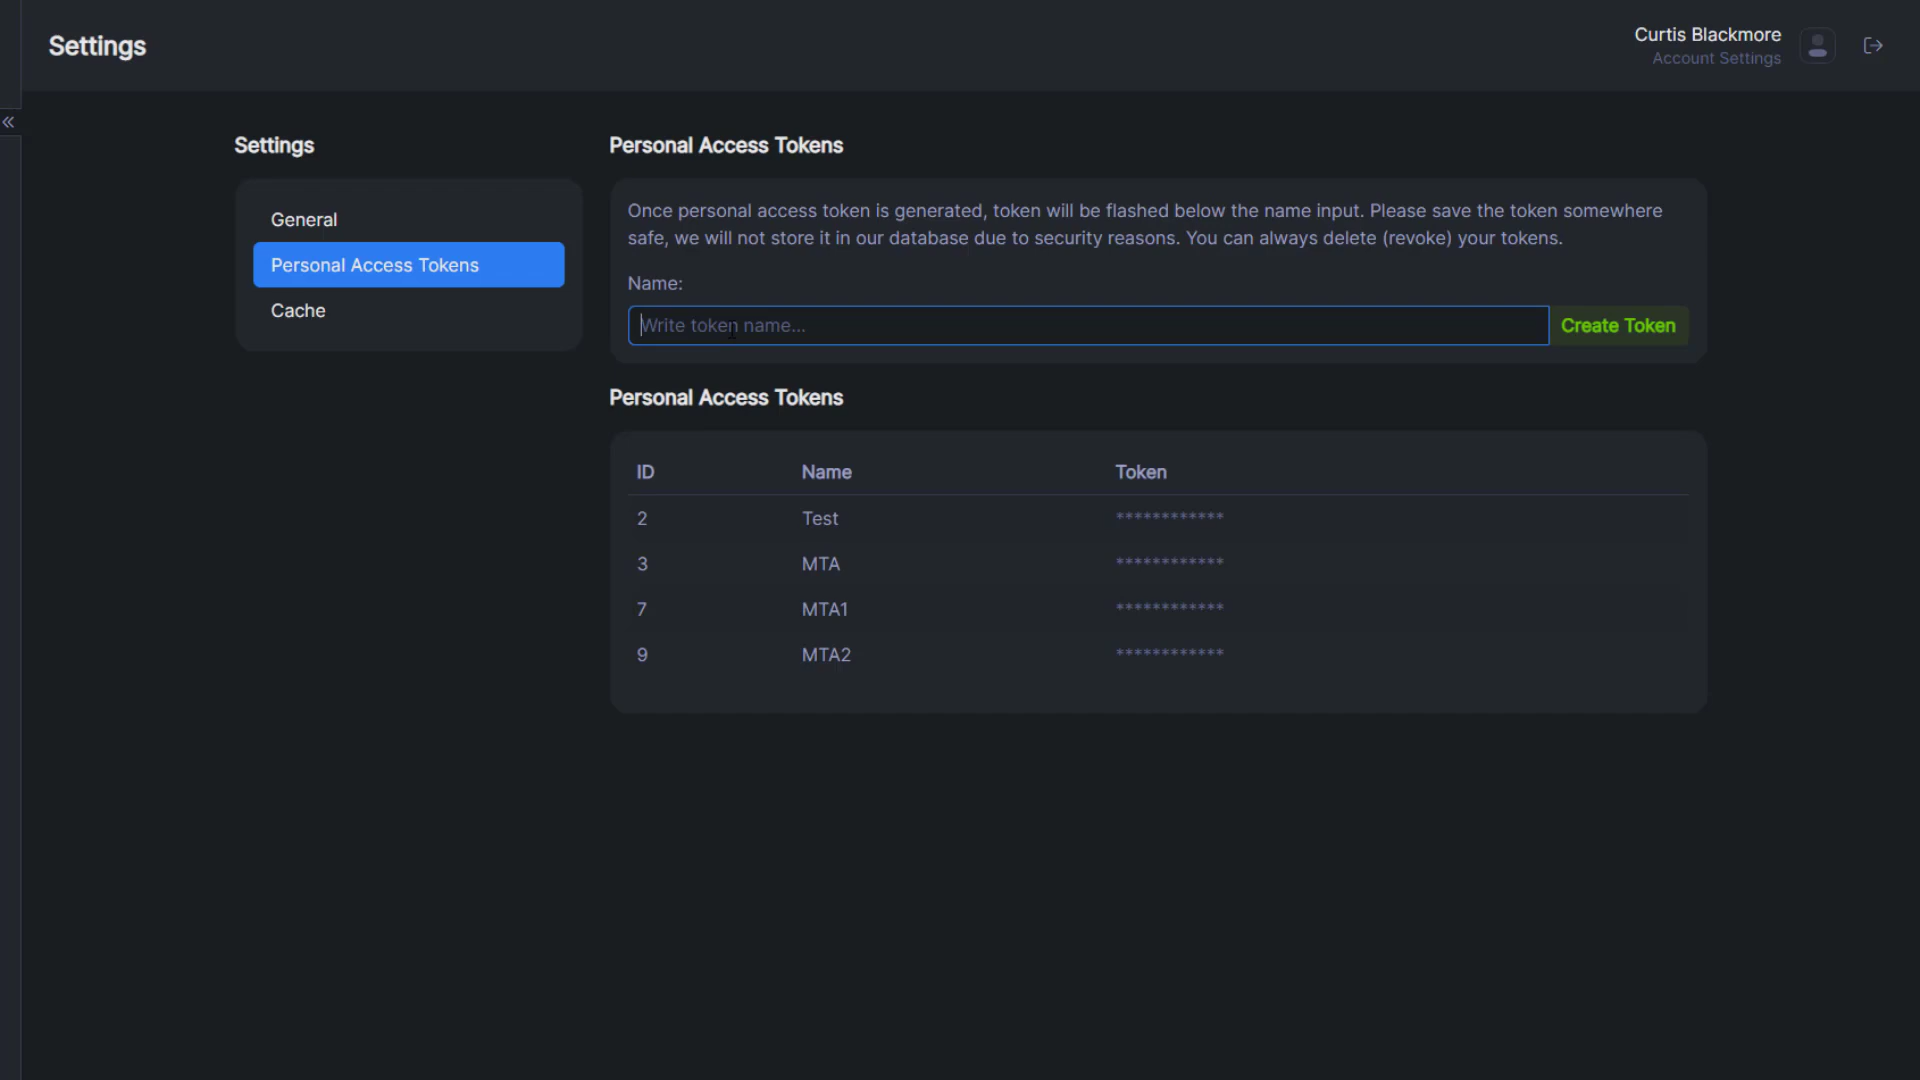 Settings
Curtis Blackmore
Account Settings
Settings
General
Personal Access Tokens
Cache
Personal Access Tokens
Once personal access token is generated, token will be flashed below the name input. Please save the token somewhere
safe, we will not store it in our database due to security reasons. You can always delete (revoke) your tokens.
Name:
Write token name...
Create Token
Personal Access Tokens
ID Name Token
2 Test ************
3 MTA ************
7 MTA1 ************
9 MTA2 ************